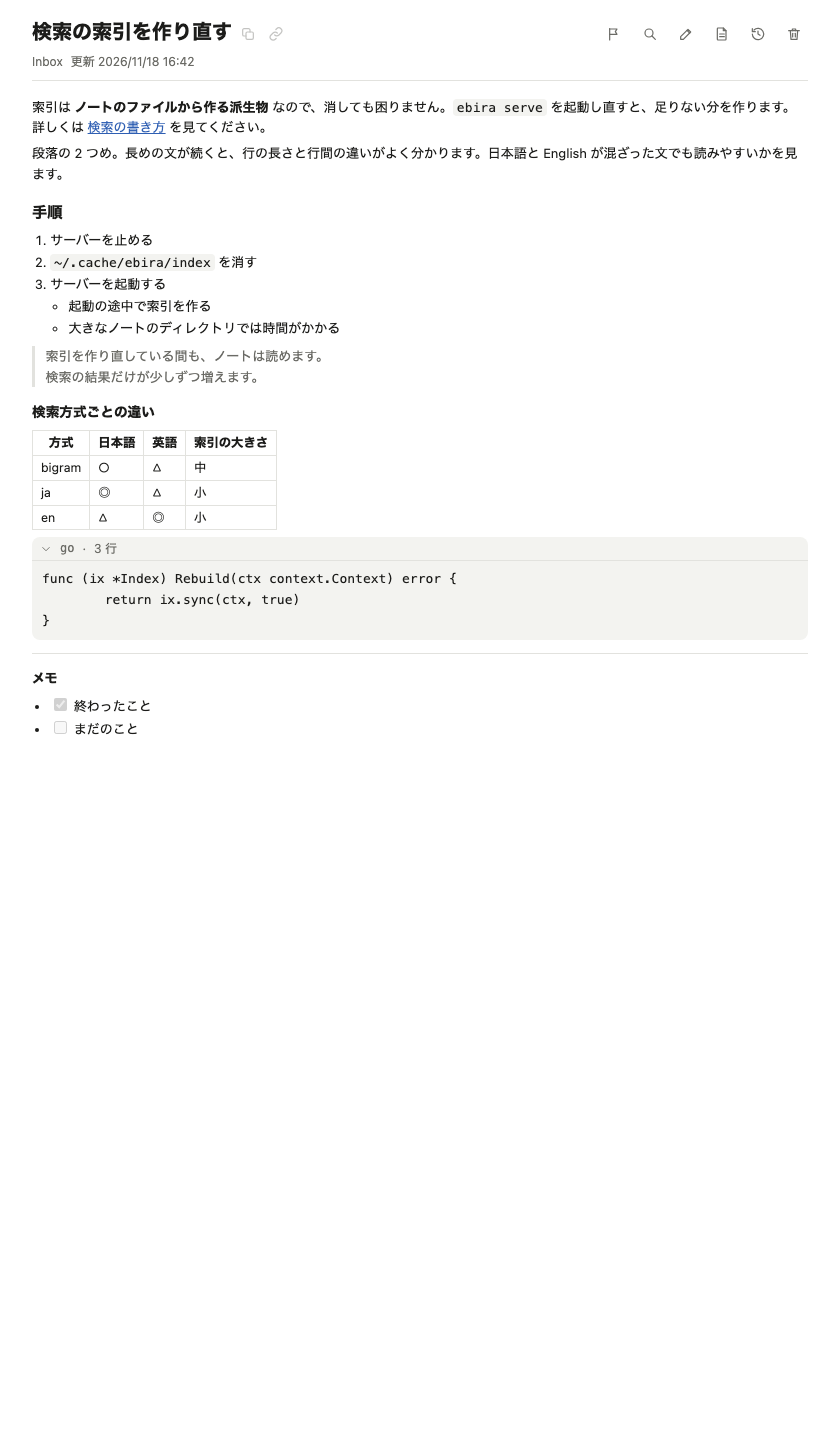 検索の索引を作り直す
Inbox 更新 2026/11/18 16:42
索引は ノートのファイルから作る派生物 なので、消しても困りません。 ebira serve を起動し直すと、足りない分を作ります。
詳しくは 検索の書き方 を見てください。
段落の 2 つめ。長めの文が続くと、行の長さと行間の違いがよく分かります。日本語と English が混ざった文でも読みやすいかを見
ます。
手順
1. サーバーを止める
2. ~/.cache/ebira/index を消す
3. サーバーを起動する
起動の途中で索引を作る
大きなノートのディレクトリでは時間がかかる
索引を作り直している間も、ノートは読めます。
検索の結果だけが少しずつ増えます。
検索方式ごとの違い
方式 日本語 英語 索引の大きさ
bigram ○ △ 中
ja ◎ △ 小
en △ ◎ 小
go · 3 行
func (ix *Index) Rebuild(ctx context.Context) error {
return ix.sync(ctx, true)
}
メモ
終わったこと
まだのこと